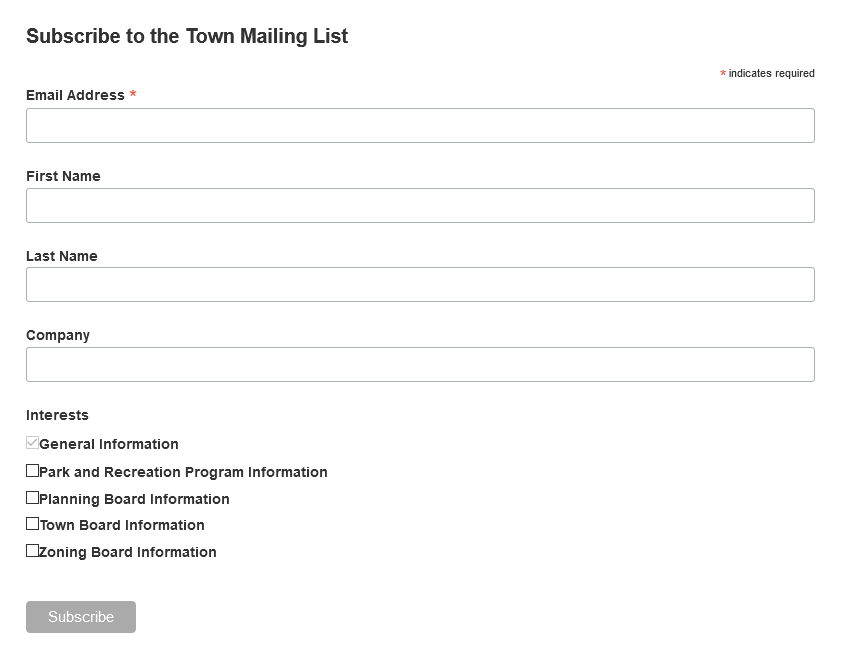 Subscribe to the Town Mailing List
* indicates required
Email Address *
First Name
Last Name
Company
Interests
General Information
Park and Recreation Program Information
Planning Board Information
Town Board Information
Zoning Board Information
Subscribe